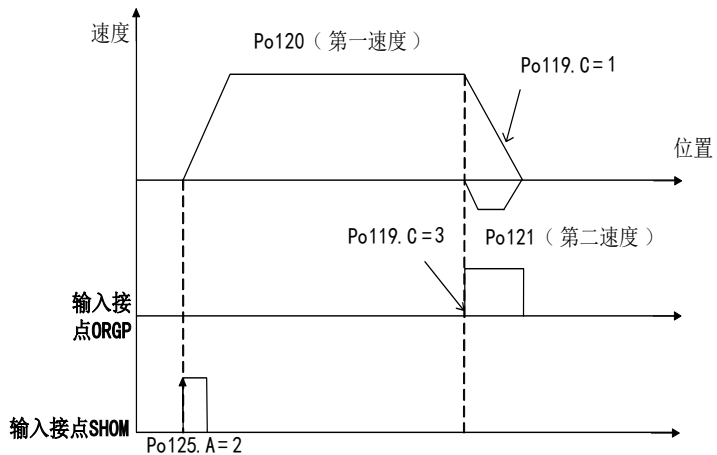 速度
Po120（第一速度）
Po119.C=1
位置
Po119.C=3
Po121（第二速度）
输入接
点ORGP
输入接点SHOM
Po125.A=2